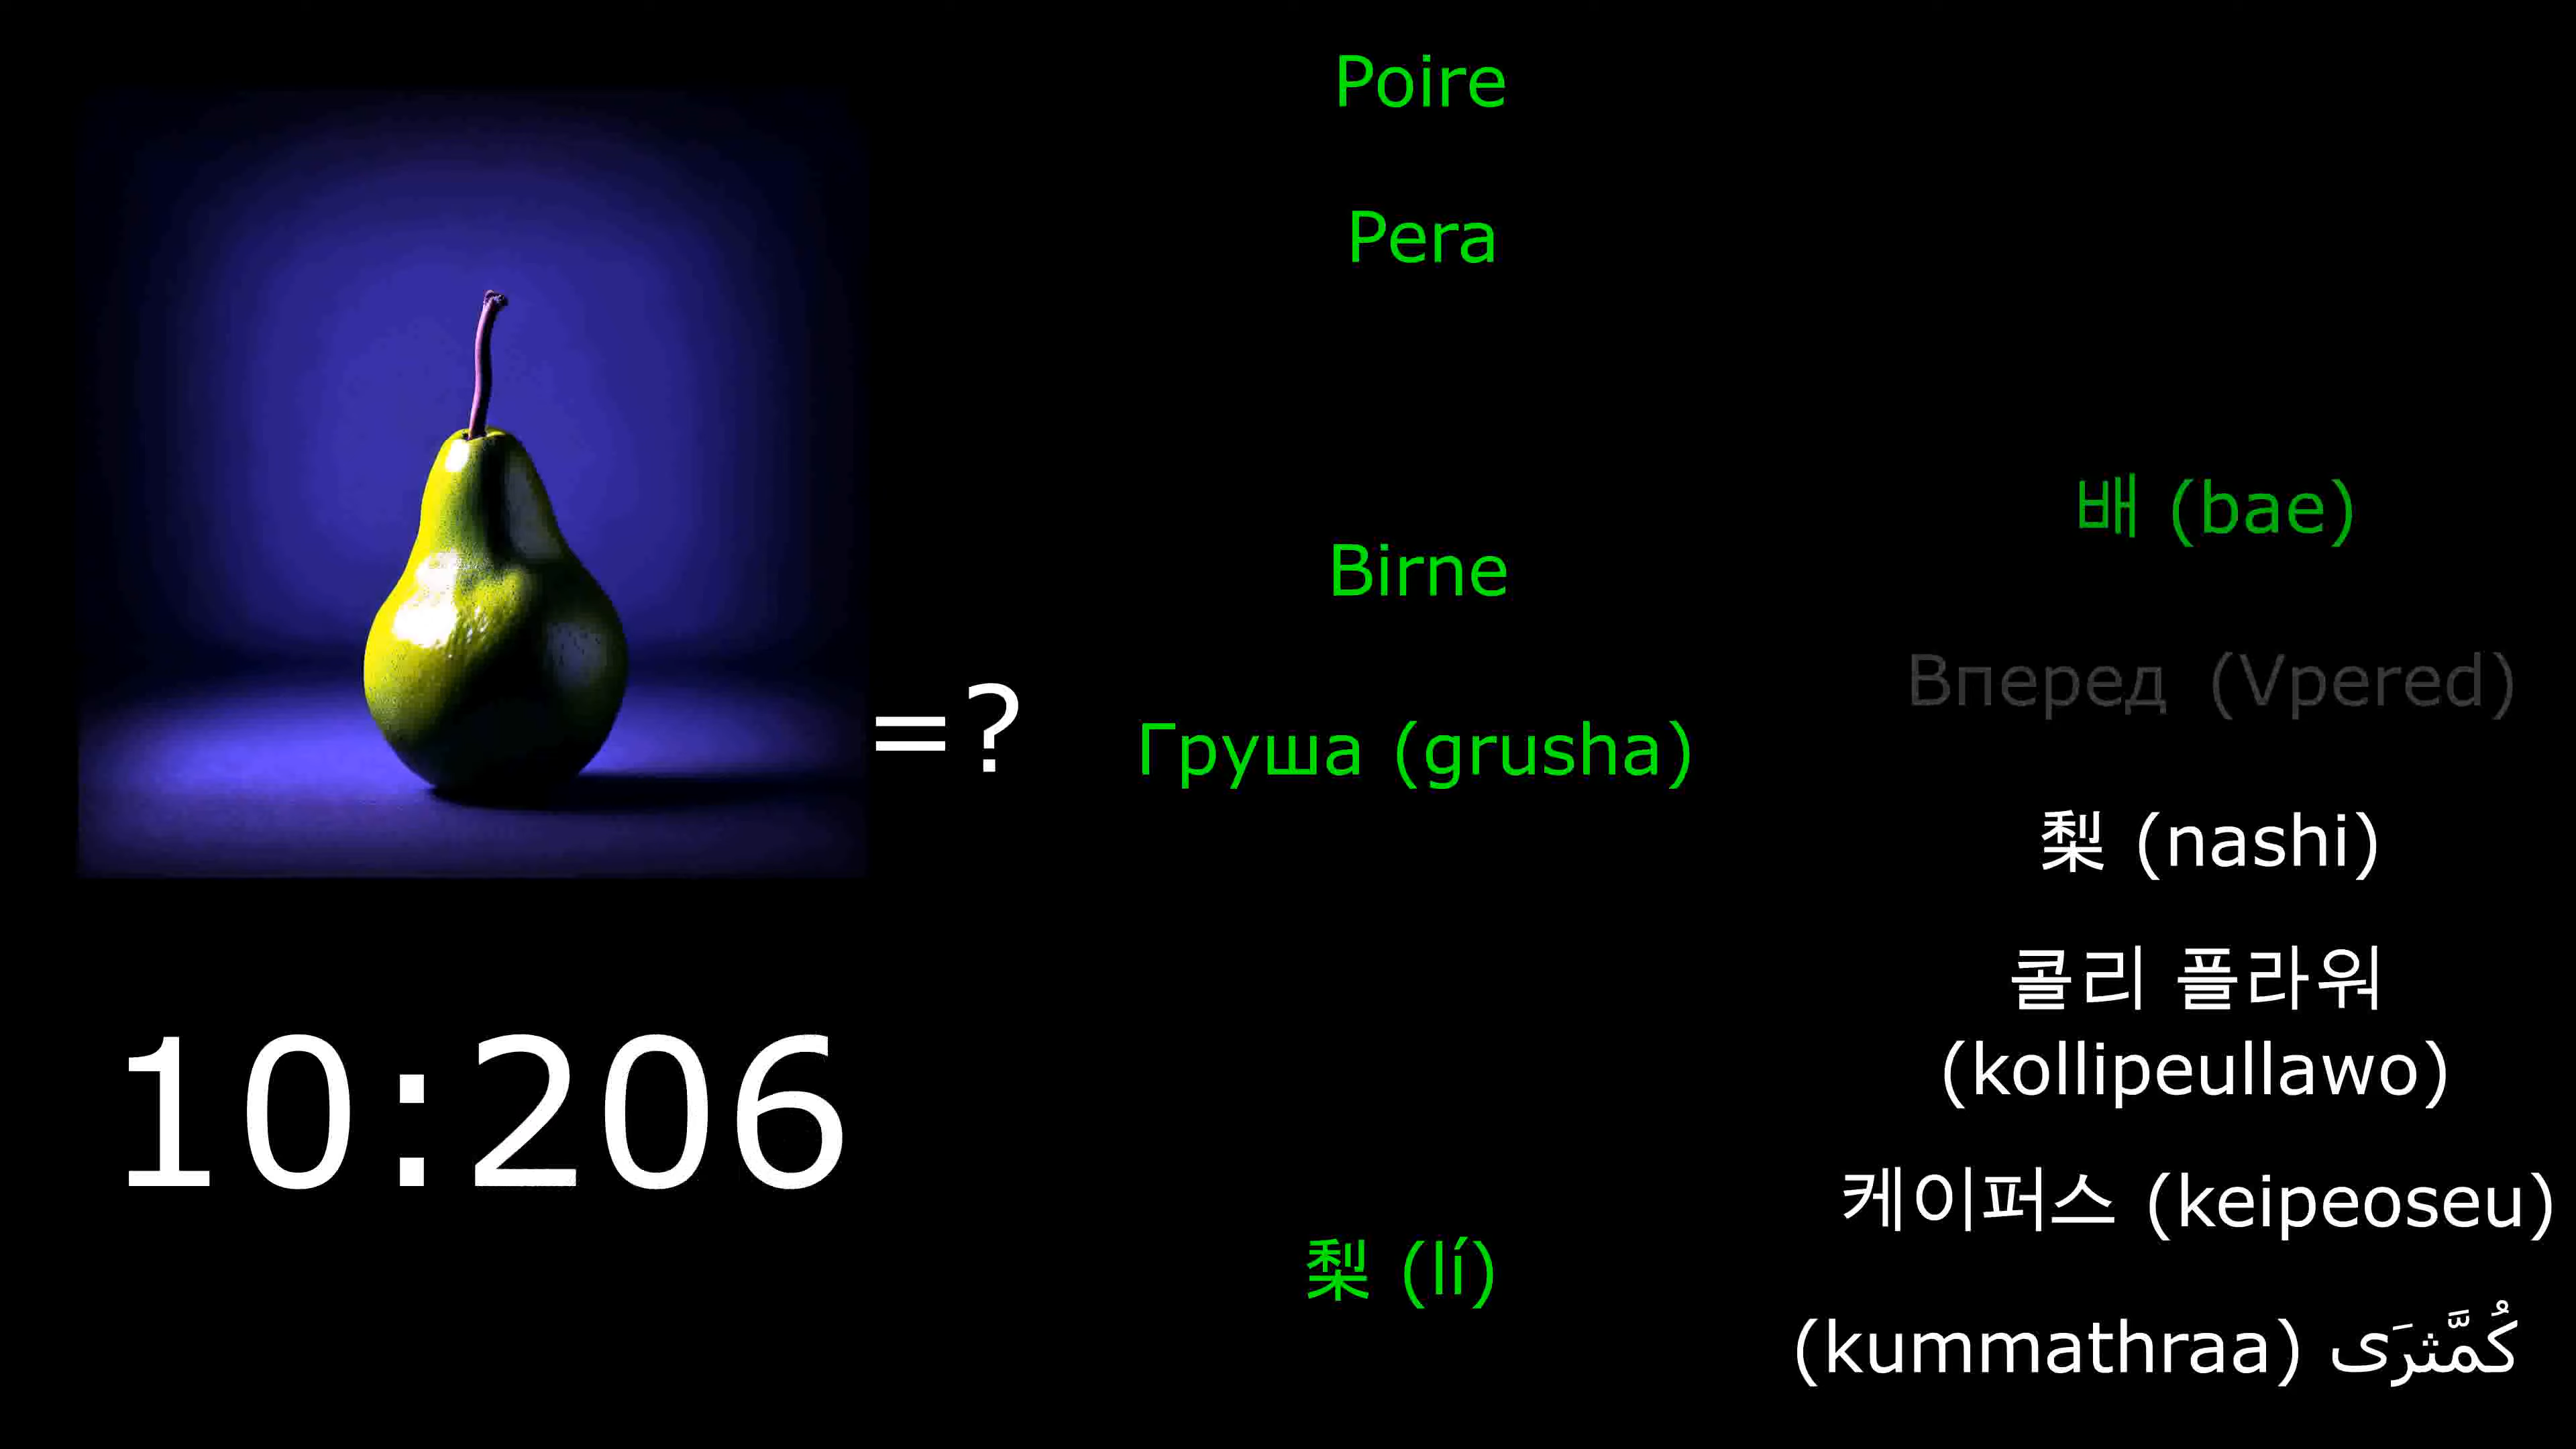 Poire
Pera
배 (bae)
Birne
Вперед (Vpered)
=?
Груша (grusha)
梨 (nashi)
콜리 플라워
(kollipeullawo)
10:206
케이퍼스 (keipeoseu)
梨 (lí)
(kummathraa) كُمَّثرَى